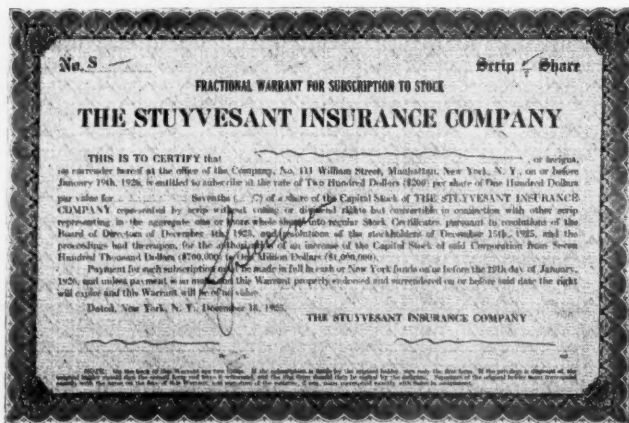 No. S
Scrip Share
FRACTIONAL WARRANT FOR SUBSCRIPTION TO STOCK
THE STUYVESANT INSURANCE COMPANY
THIS IS TO CERTIFY that , or assigns,
on surrender hereof at the office of the Company, No. 111 William Street, Manhattan, New York, N. Y., on or before
January 19th, 1926, is entitled to subscribe at the rate of Two Hundred Dollars ($200) per share of One Hundred Dollars
par value for Sevenths ( /7) of a share of the Capital Stock of THE STUYVESANT INSURANCE
COMPANY represented by scrip without voting or dividend rights but convertible in conjunction with other scrip
representing in the aggregate one or more whole shares into regular Stock Certificates, pursuant to resolutions of the
Board of Directors of December 4th, 1925, and resolutions of the stockholders of December 15th, 1925, and the
proceedings had thereupon, for the authorization of an increase of the Capital Stock of said Corporation from Seven
Hundred Thousand Dollars ($700,000) to One Million Dollars ($1,000,000).
Payment for such subscription must be made in full in cash or New York funds on or before the 19th day of January,
1926, and unless payment is so made and this Warrant properly endorsed and surrendered on or before said date the right
will expire and this Warrant will be of no value.
Dated, New York, N. Y., December 18, 1925.
THE STUYVESANT INSURANCE COMPANY